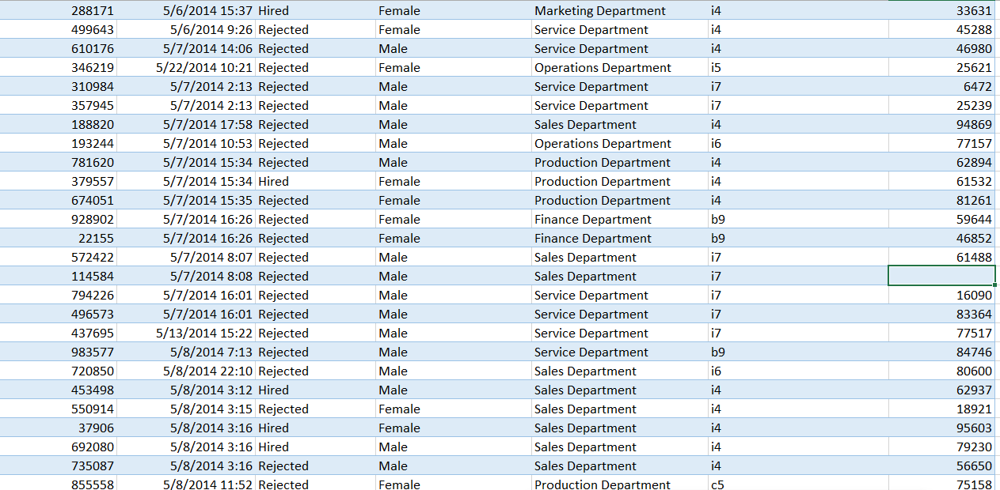 288171 5/6/2014 15:37 Hired Female Marketing Department i4 33631
499643 5/6/2014 9:26 Rejected Female Service Department i4 45288
610176 5/7/2014 14:06 Rejected Male Service Department i4 46980
346219 5/22/2014 10:21 Rejected Female Operations Department i5 25621
310984 5/7/2014 2:13 Rejected Male Service Department i7 6472
357945 5/7/2014 2:13 Rejected Male Service Department i7 25239
188820 5/7/2014 17:58 Rejected Male Sales Department i4 94869
193244 5/7/2014 10:53 Rejected Male Operations Department i6 77157
781620 5/7/2014 15:34 Rejected Male Production Department i4 62894
379557 5/7/2014 15:34 Hired Female Production Department i4 61532
674051 5/7/2014 15:35 Rejected Female Production Department i4 81261
928902 5/7/2014 16:26 Rejected Female Finance Department b9 59644
22155 5/7/2014 16:26 Rejected Female Finance Department b9 46852
572422 5/7/2014 8:07 Rejected Male Sales Department i7 61488
114584 5/7/2014 8:08 Rejected Male Sales Department i7
794226 5/7/2014 16:01 Rejected Male Service Department i7 16090
496573 5/7/2014 16:01 Rejected Male Service Department i7 83364
437695 5/13/2014 15:22 Rejected Male Service Department i7 77517
983577 5/8/2014 7:13 Rejected Male Service Department b9 84746
720850 5/8/2014 22:10 Rejected Male Sales Department i6 80600
453498 5/8/2014 3:12 Hired Male Sales Department i4 62937
550914 5/8/2014 3:15 Rejected Female Sales Department i4 18921
37906 5/8/2014 3:16 Hired Female Sales Department i4 95603
692080 5/8/2014 3:16 Hired Male Sales Department i4 79230
735087 5/8/2014 3:16 Rejected Male Sales Department i4 56650
855558 5/8/2014 11:52 Rejected Female Production Department c5 75158